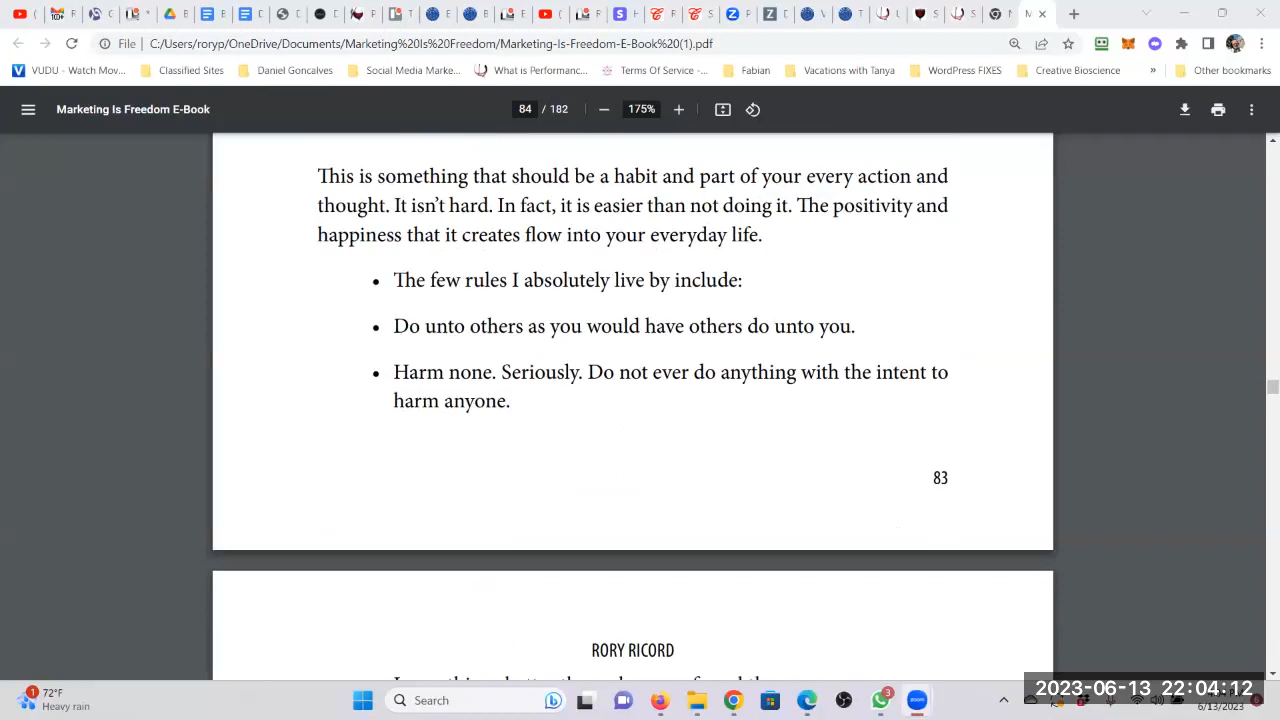 File
C:/Users/roryp/OneDrive/Documents/Marketing%20Is%20Freedom/Marketing-Is-Freedom-E-Book%20(1).pdf
VUDU - Watch Mov...
Classified Sites
Daniel Goncalves
Social Media Marke...
What is Performanc...
Terms Of Service -...
Fabian
Vacations with Tanya
WordPress FIXES
Creative Bioscience
»
Other bookmarks
Marketing Is Freedom E-Book
84 / 182
175%
This is something that should be a habit and part of your every action and
thought. It isn't hard. In fact, it is easier than not doing it. The positivity and
happiness that it creates flow into your everyday life.
• The few rules I absolutely live by include:
• Do unto others as you would have others do unto you.
• Harm none. Seriously. Do not ever do anything with the intent to
harm anyone.
83
RORY RICORD
1
72°F
Heavy rain
Search
3
2023-06-13 22:04:12
6/13/2023